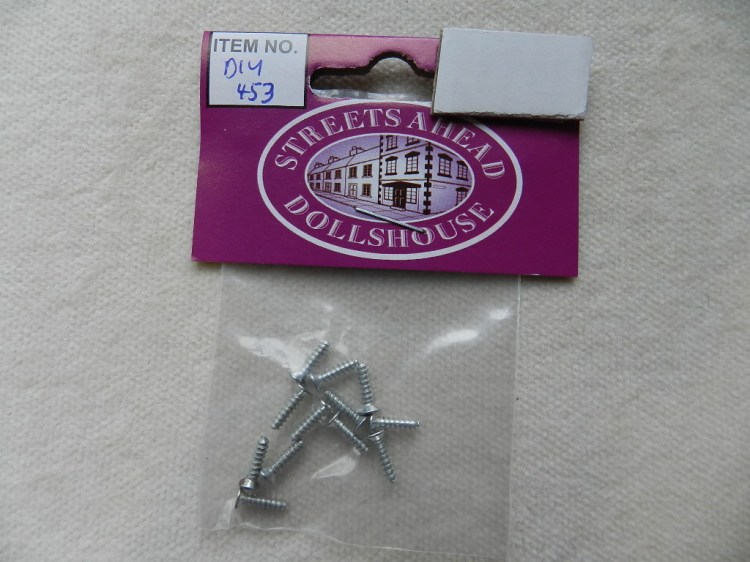 ITEM NO.
DIY
453
STREETS AHEAD
DOLLSHOUSE